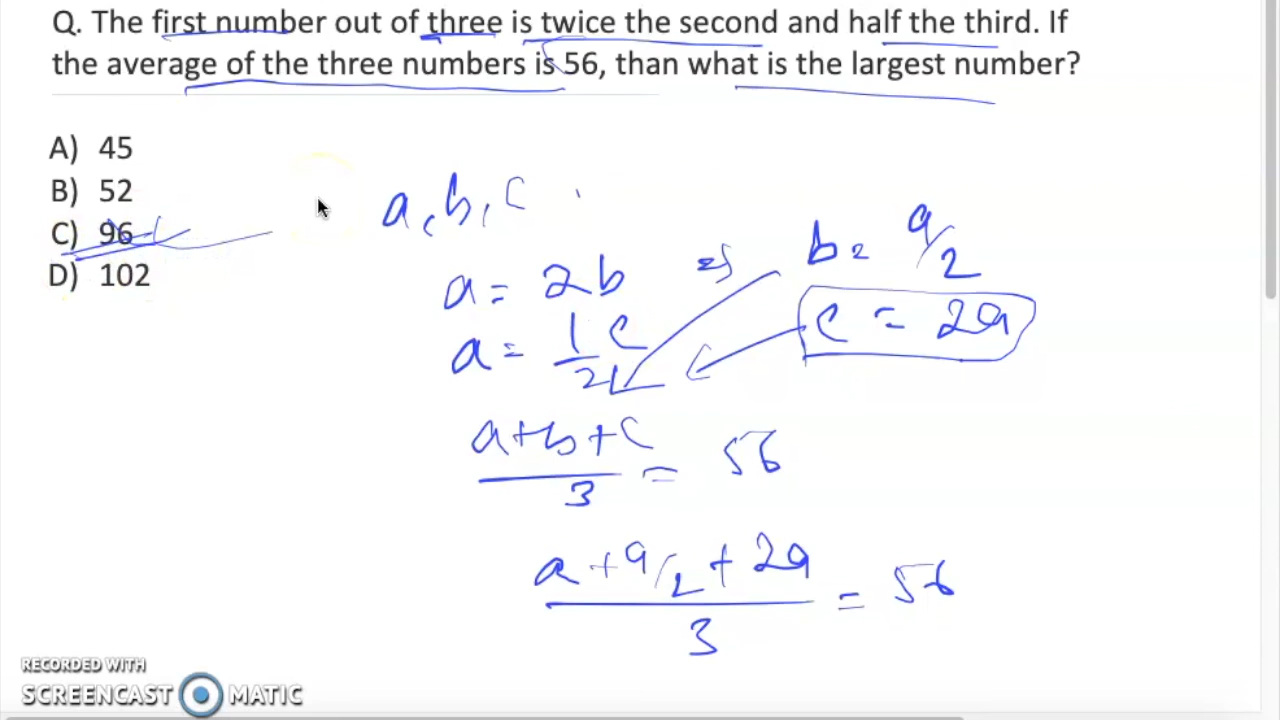 Q. The first number out of three is twice the second and half the third. If
the average of the three numbers is 56, than what is the largest number?
A) 45
B) 52
C) 96
D) 102
a, b, c
a = 2b ⇒ b = a/2
a = 1/2 c
c = 2a
a+b+c / 3 = 56
a + a/2 + 2a / 3 = 56
RECORDED WITH
SCREENCAST MATIC